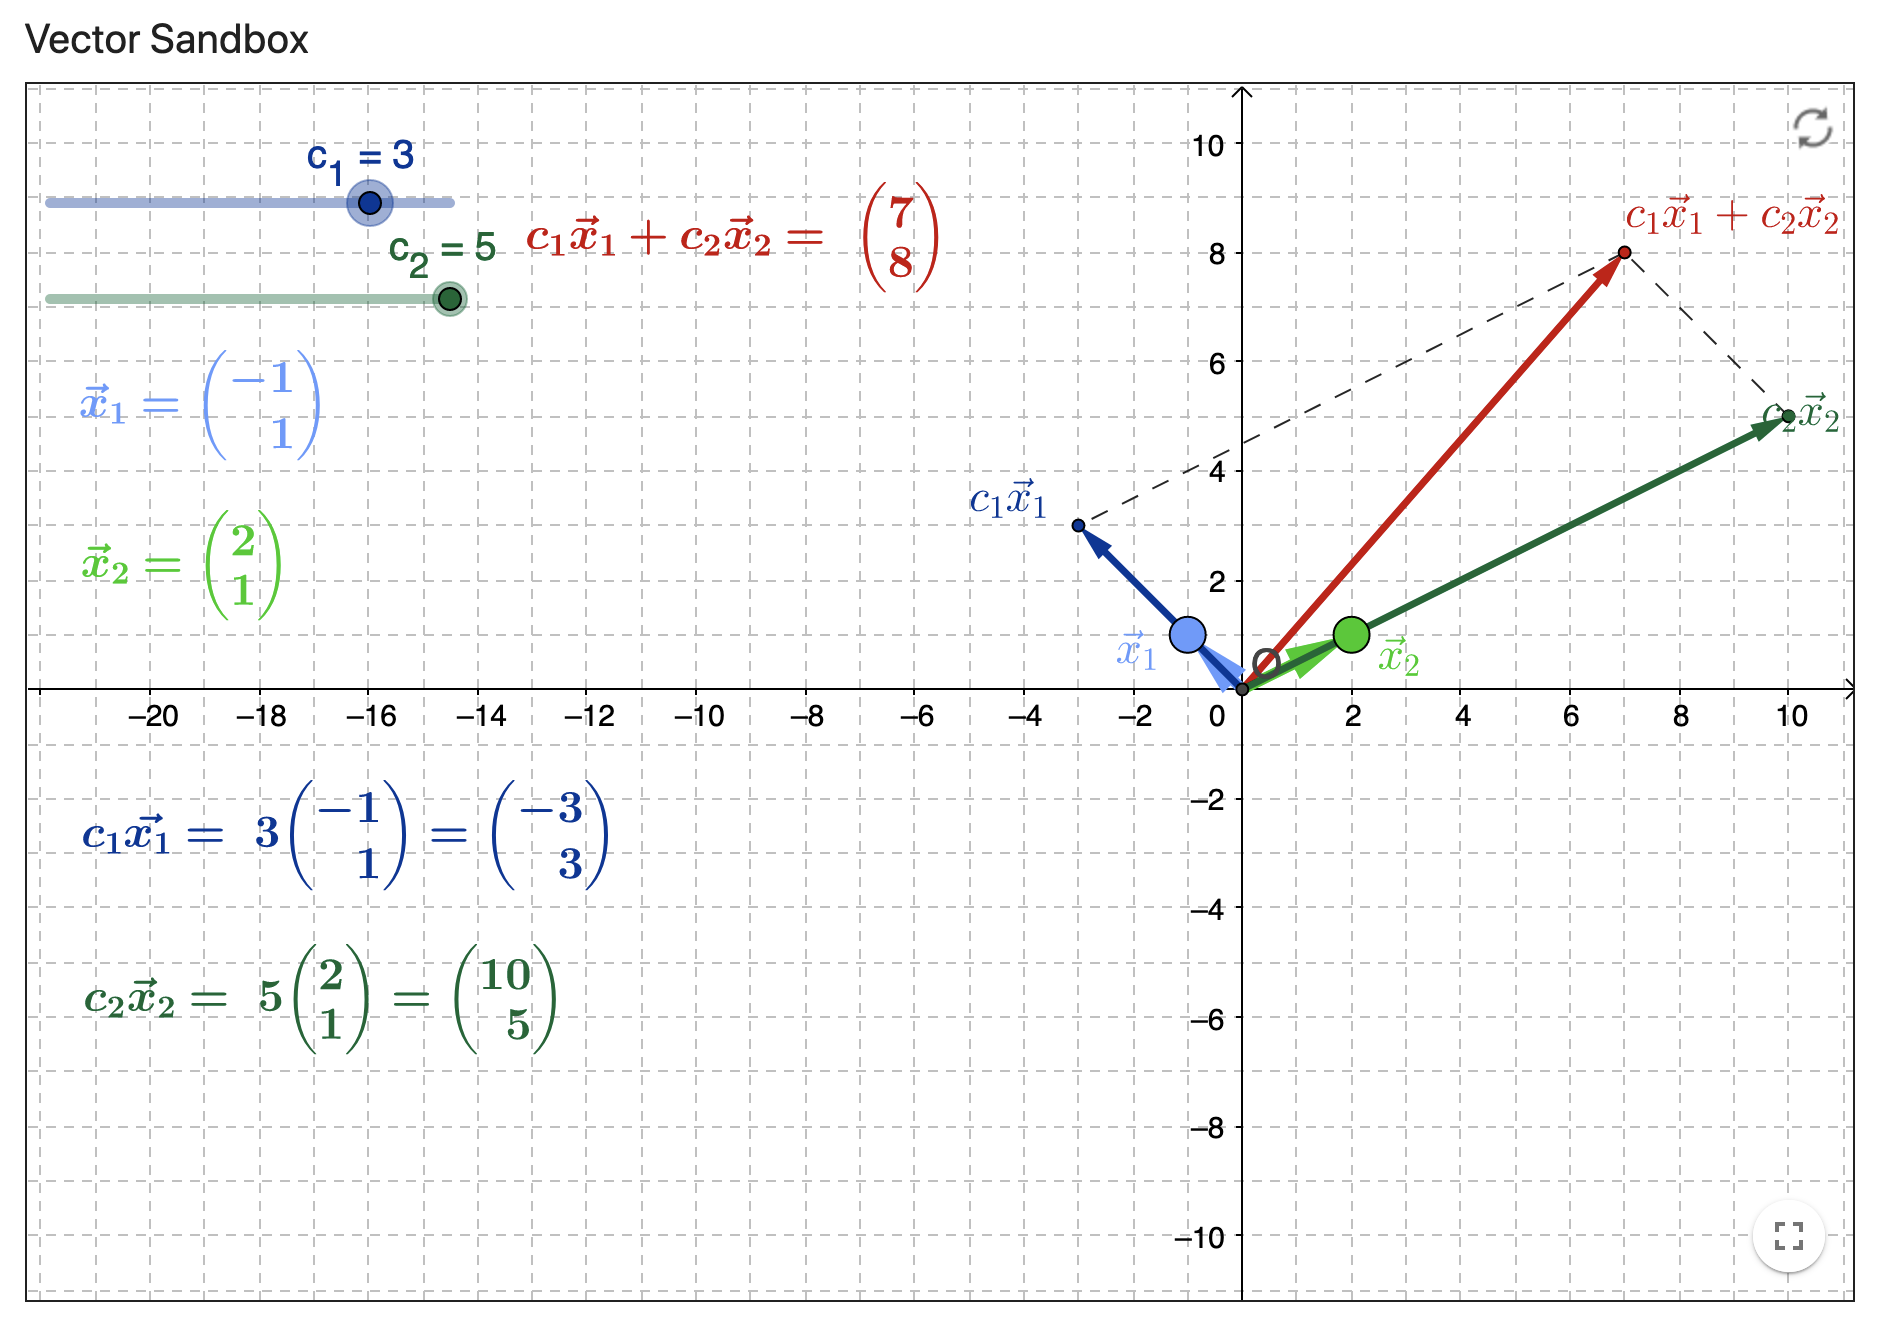 Vector Sandbox
c₁ = 3
c₂ = 5
c₁x⃗₁ + c₂x⃗₂ = (7 8)
x⃗₁ = (−1 1)
x⃗₂ = (2 1)
c₁x⃗₁ = 3(−1 1) = (−3 3)
c₂x⃗₂ = 5(2 1) = (10 5)
c₁x⃗₁ + c₂x⃗₂
c₂x⃗₂
c₁x⃗₁
x⃗₁
x⃗₂
O
10
8
6
4
2
–20 –18 –16 –14 –12 –10 –8 –6 –4 –2 0 2 4 6 8 10
–2
–4
–6
–8
–10